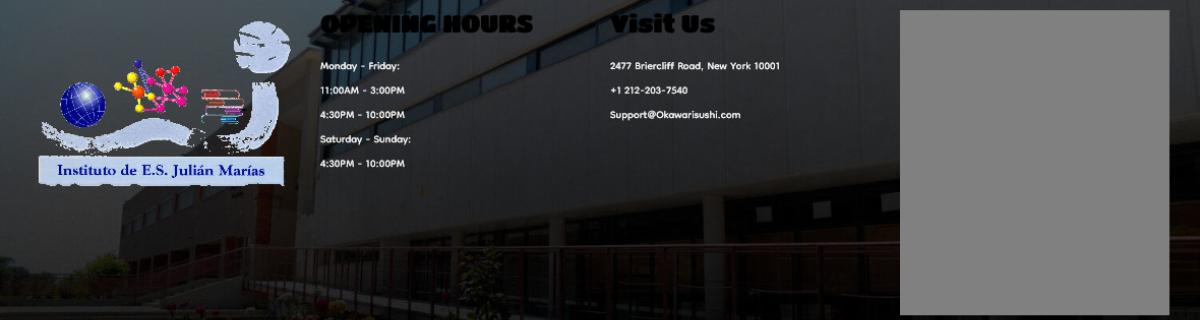 Instituto de E.S. Julián Marías
OPENING HOURS
Monday - Friday:
11:00AM - 3:00PM
4:30PM - 10:00PM
Saturday - Sunday:
4:30PM - 10:00PM
Visit Us
2477 Briercliff Road, New York 10001
+1 212-203-7540
Support@Okawarisushi.com